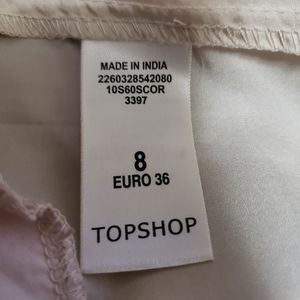 MADE IN INDIA
2260328542080
10S60SCOR
3397
8
EURO 36
TOPSHOP